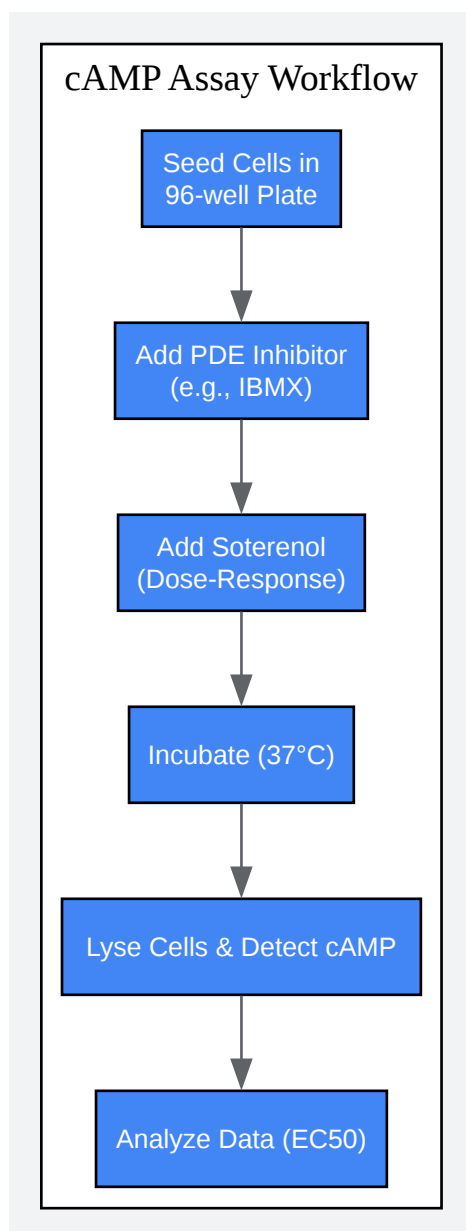 cAMP Assay Workflow
Seed Cells in
96-well Plate
Add PDE Inhibitor
(e.g., IBMX)
Add Soterenol
(Dose-Response)
Incubate (37°C)
Lyse Cells & Detect cAMP
Analyze Data (EC50)